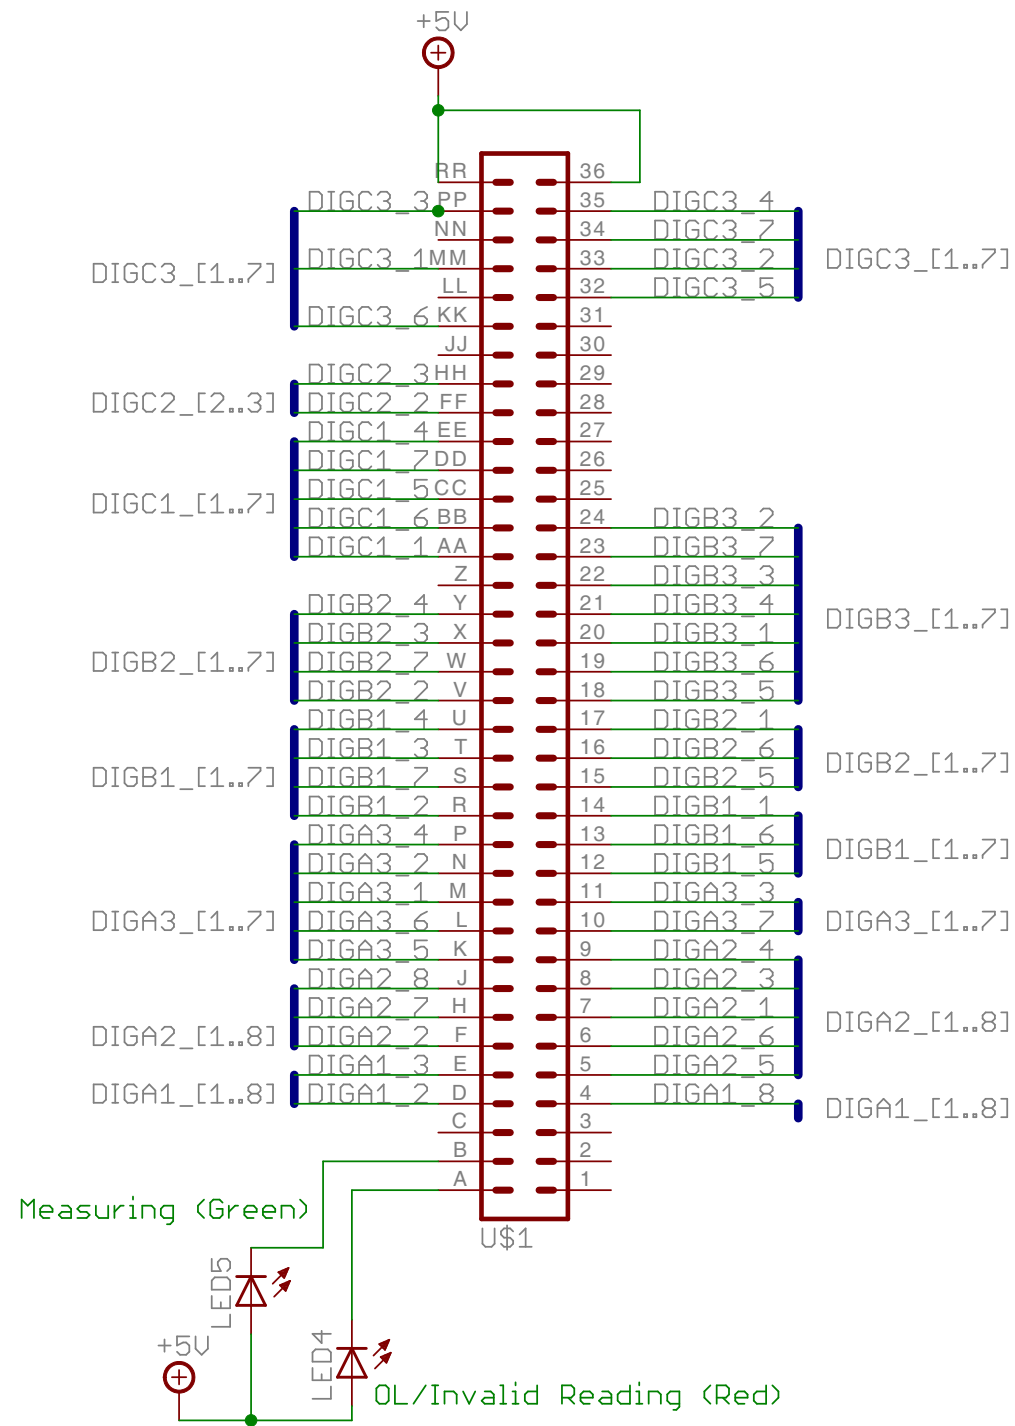 +5V
RR 36
DIGC3_3 PP 35 DIGC3_4
NN 34 DIGC3_7
DIGC3_[1..7] DIGC3_1 MM 33 DIGC3_2 DIGC3_[1..7]
LL 32 DIGC3_5
DIGC3_6 KK 31
JJ 30
DIGC2_3 HH 29
DIGC2_[2..3] DIGC2_2 FF 28
DIGC1_4 EE 27
DIGC1_7 DD 26
DIGC1_[1..7] DIGC1_5 CC 25
DIGC1_6 BB 24 DIGB3_2
DIGC1_1 AA 23 DIGB3_7
Z 22 DIGB3_3
DIGB2_4 Y 21 DIGB3_4 DIGB3_[1..7]
DIGB2_3 X 20 DIGB3_1
DIGB2_[1..7] DIGB2_7 W 19 DIGB3_6
DIGB2_2 V 18 DIGB3_5
DIGB1_4 U 17 DIGB2_1
DIGB1_3 T 16 DIGB2_6 DIGB2_[1..7]
DIGB1_[1..7] DIGB1_7 S 15 DIGB2_5
DIGB1_2 R 14 DIGB1_1
DIGA3_4 P 13 DIGB1_6 DIGB1_[1..7]
DIGA3_2 N 12 DIGB1_5
DIGA3_1 M 11 DIGA3_3
DIGA3_[1..7] DIGA3_6 L 10 DIGA3_7 DIGA3_[1..7]
DIGA3_5 K 9 DIGA2_4
DIGA2_8 J 8 DIGA2_3
DIGA2_7 H 7 DIGA2_1 DIGA2_[1..8]
DIGA2_[1..8] DIGA2_2 F 6 DIGA2_6
DIGA1_3 E 5 DIGA2_5
DIGA1_[1..8] DIGA1_2 D 4 DIGA1_8 DIGA1_[1..8]
C 3
B 2
A 1
Measuring (Green)
U$1
LED5
+5V
LED4
OL/Invalid Reading (Red)